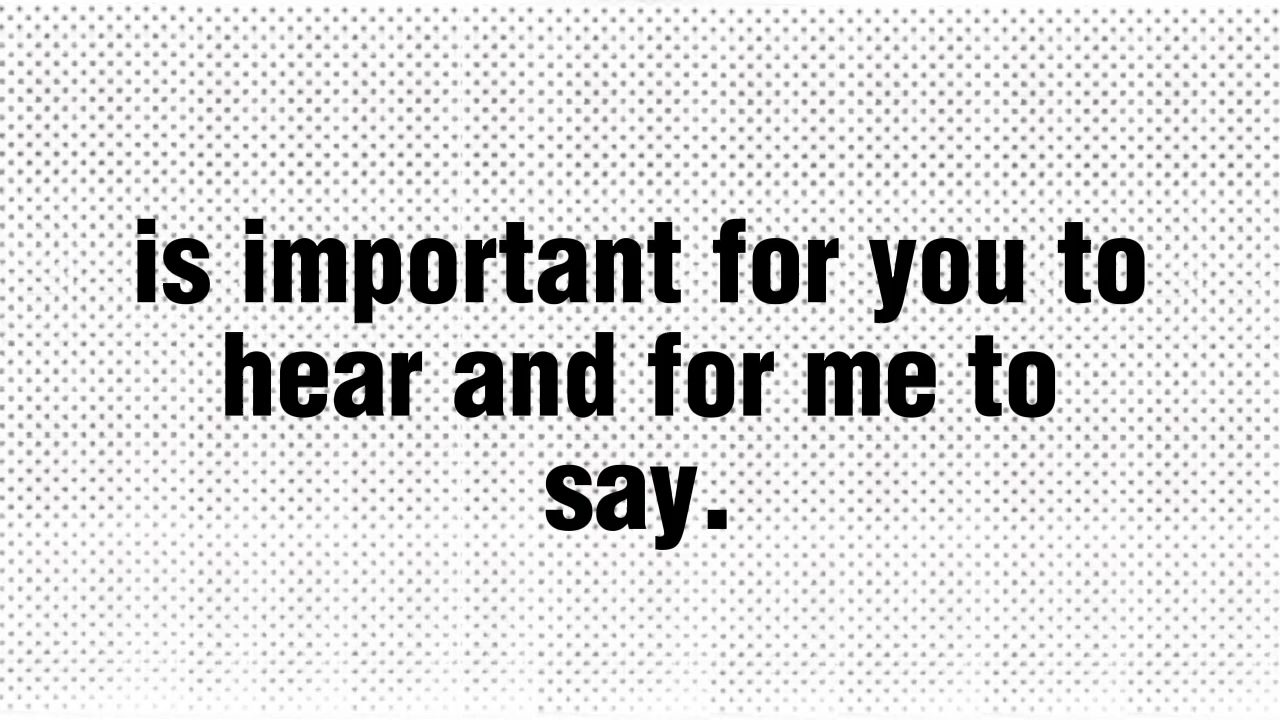 is important for you to
hear and for me to
say.